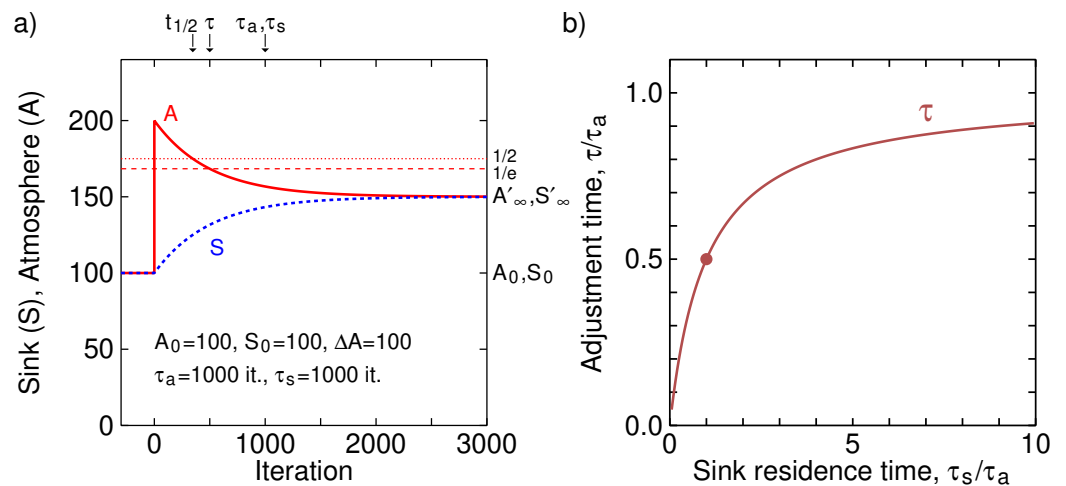 a)
t1/2 τ τa,τs
Sink (S), Atmosphere (A)
200
150
100
50
0
A
S
1/2
1/e
A′∞,S′∞
A0,S0
A0=100, S0=100, ΔA=100
τa=1000 it., τs=1000 it.
0 1000 2000 3000
Iteration
b)
Adjustment time, τ/τa
1.0
0.5
0.0
τ
0 5 10
Sink residence time, τs/τa